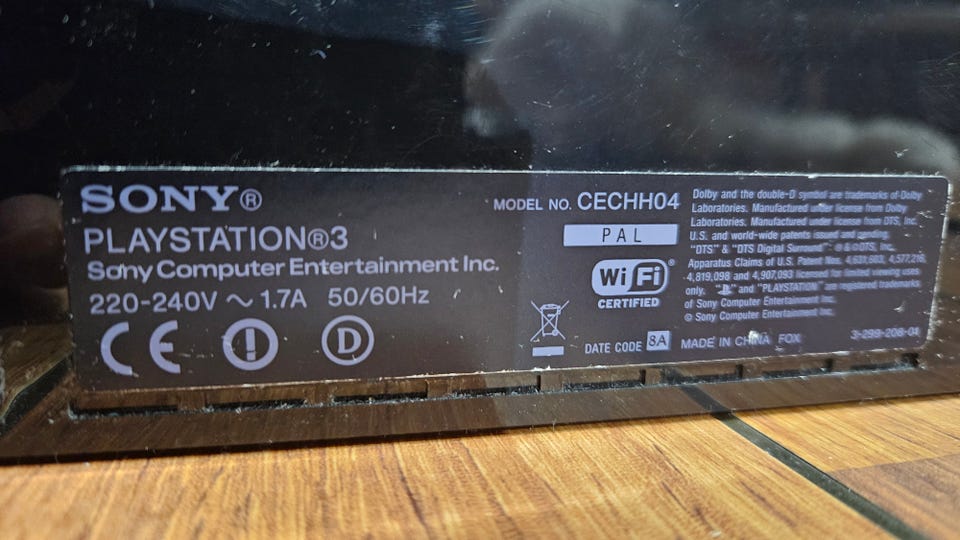 SONY®
PLAYSTATION®3
Sony Computer Entertainment Inc.
220-240V ~ 1.7A 50/60Hz
CE
D
MODEL NO. CECHH04
PAL
Wi Fi®
CERTIFIED
DATE CODE 8A MADE IN CHINA FOX
Dolby and the double-D symbol are trademarks of Dolby
Laboratories. Manufactured under license from Dolby
Laboratories. Manufactured under license from DTS, Inc.
U.S. and world-wide patents issued and pending.
"DTS" & "DTS Digital Surround": ® & © DTS, Inc.
Apparatus Claims of U.S. Patent Nos. 4,631,603, 4,577,216,
4,819,098 and 4,907,093 licensed for limited viewing uses
only. " " and "PLAYSTATION" are registered trademarks
of Sony Computer Entertainment Inc.
© Sony Computer Entertainment Inc.
3-299-208-04